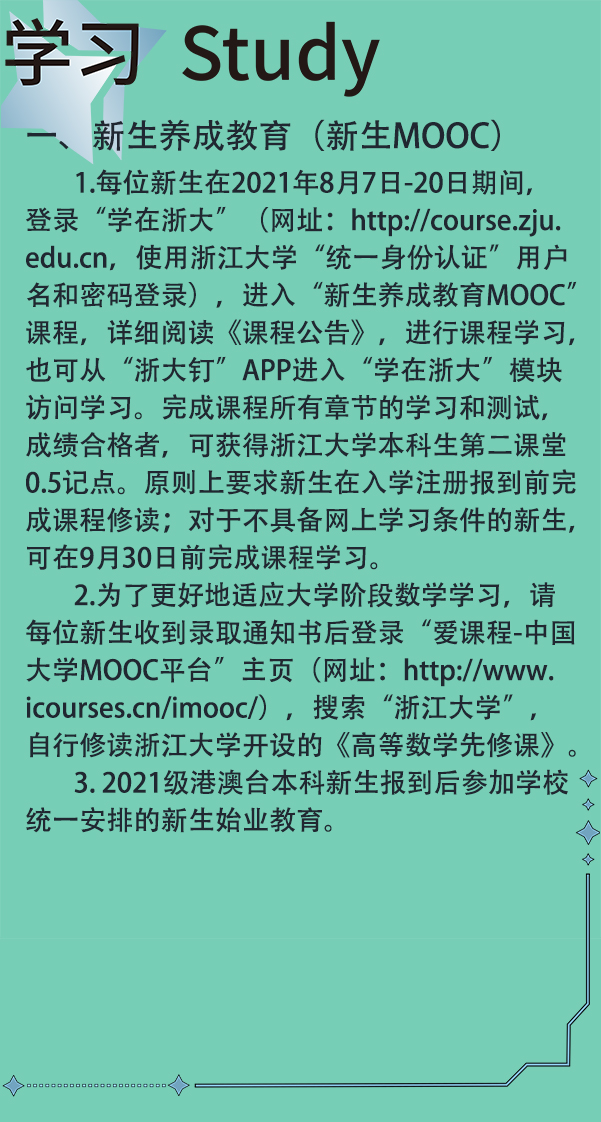 学习 Study
一、新生养成教育（新生MOOC）
1.每位新生在2021年8月7日-20日期间，
登录“学在浙大”（网址：http://course.zju.
edu.cn，使用浙江大学“统一身份认证”用户
名和密码登录），进入“新生养成教育MOOC”
课程，详细阅读《课程公告》，进行课程学习，
也可从“浙大钉”APP进入“学在浙大”模块
访问学习。完成课程所有章节的学习和测试，
成绩合格者，可获得浙江大学本科生第二课堂
0.5记点。原则上要求新生在入学注册报到前完
成课程修读；对于不具备网上学习条件的新生，
可在9月30日前完成课程学习。
2.为了更好地适应大学阶段数学学习，请
每位新生收到录取通知书后登录“爱课程-中国
大学MOOC平台”主页（网址：http://www.
icourses.cn/imooc/），搜索“浙江大学”，
自行修读浙江大学开设的《高等数学先修课》。
3. 2021级港澳台本科新生报到后参加学校
统一安排的新生始业教育。